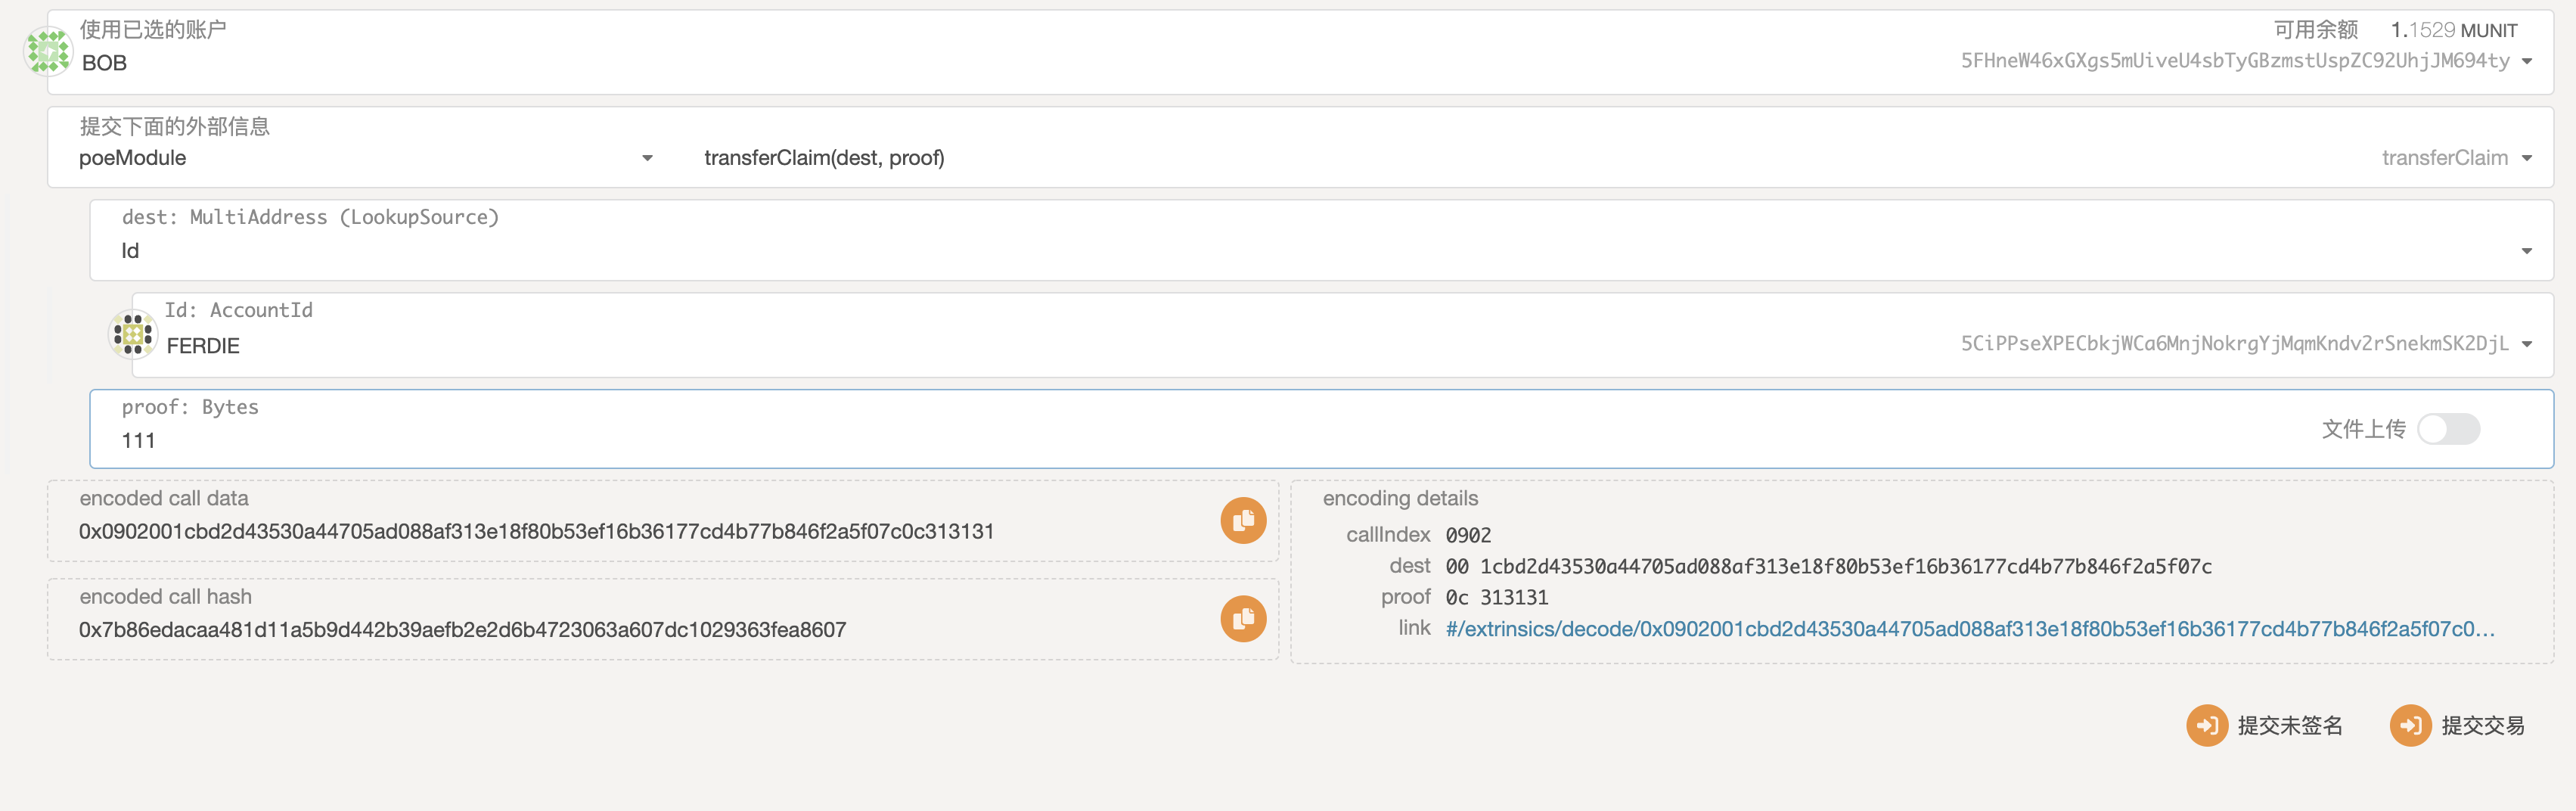 使用已选的账户
可用余额 1.1529 MUNIT
BOB
5FHneW46xGXgs5mUiveU4sbTyGBzmstUspZC92UhjJM694ty
提交下面的外部信息
poeModule
transferClaim(dest, proof)
transferClaim
dest: MultiAddress (LookupSource)
Id
Id: AccountId
FERDIE
5CiPPseXPECbkjWCa6MnjNokrgYjMqmKndv2rSnekmSK2DjL
proof: Bytes
111
文件上传
encoded call data
0x0902001cbd2d43530a44705ad088af313e18f80b53ef16b36177cd4b77b846f2a5f07c0c313131
encoded call hash
0x7b86edacaa481d11a5b9d442b39aefb2e2d6b4723063a607dc1029363fea8607
encoding details
callIndex 0902
dest 00 1cbd2d43530a44705ad088af313e18f80b53ef16b36177cd4b77b846f2a5f07c
proof 0c 313131
link #/extrinsics/decode/0x0902001cbd2d43530a44705ad088af313e18f80b53ef16b36177cd4b77b846f2a5f07c0…
提交未签名
提交交易